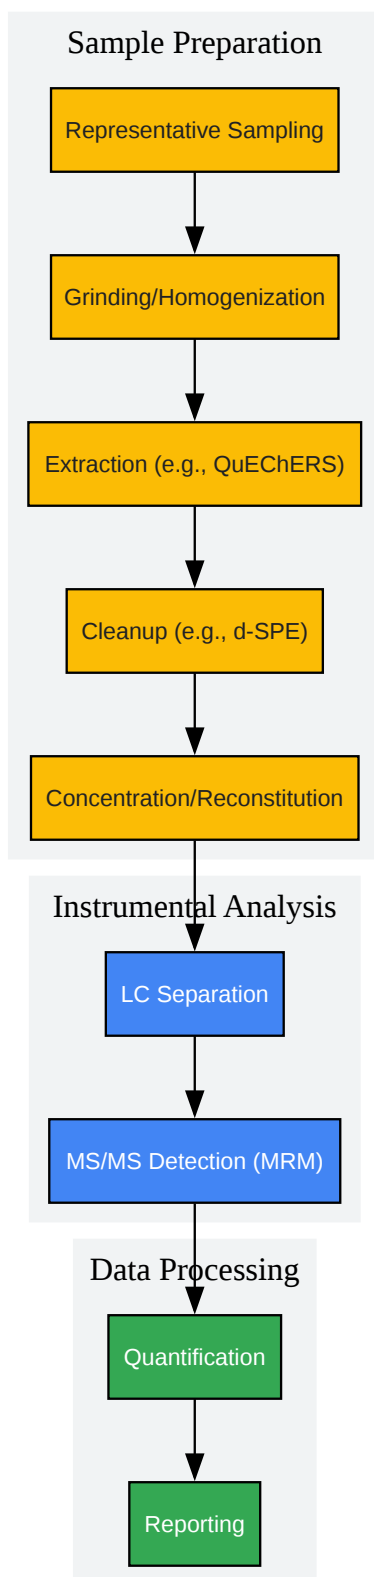 Sample Preparation
Representative Sampling
Grinding/Homogenization
Extraction (e.g., QuEChERS)
Cleanup (e.g., d-SPE)
Concentration/Reconstitution
Instrumental Analysis
LC Separation
MS/MS Detection (MRM)
Data Processing
Quantification
Reporting